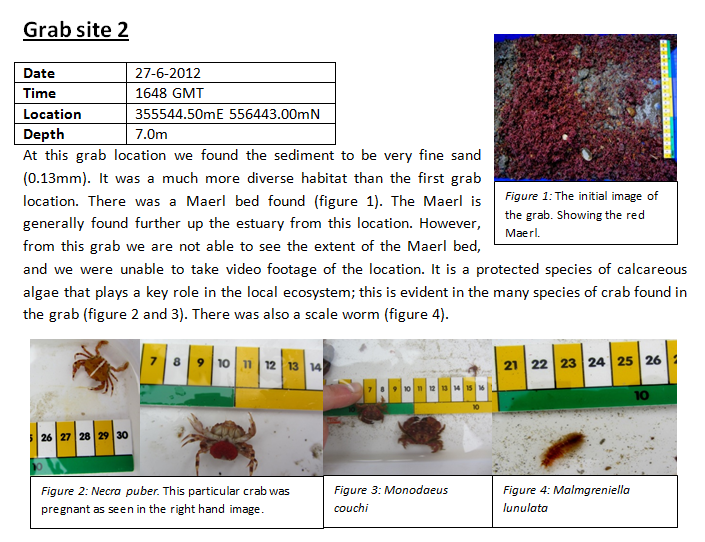 Grab site 2
Date 27-6-2012
Time 1648 GMT
Location 355544.50mE 556443.00mN
Depth 7.0m
At this grab location we found the sediment to be very fine sand
(0.13mm). It was a much more diverse habitat than the first grab
location. There was a Maerl bed found (figure 1). The Maerl is
generally found further up the estuary from this location. However,
from this grab we are not able to see the extent of the Maerl bed,
and we were unable to take video footage of the location. It is a protected species of calcareous
algae that plays a key role in the local ecosystem; this is evident in the many species of crab found in
the grab (figure 2 and 3). There was also a scale worm (figure 4).
Figure 1: The initial image of
the grab. Showing the red
Maerl.
26 27 28 29 30
10
7 8 9 10 11 12 13 14
7 8 9 10 11 12 13 14 15 16
10
21 22 23 24 25 26
10
Figure 2: Necra puber. This particular crab was
pregnant as seen in the right hand image.
Figure 3: Monodaeus
couchi
Figure 4: Malmgreniella
lunulata